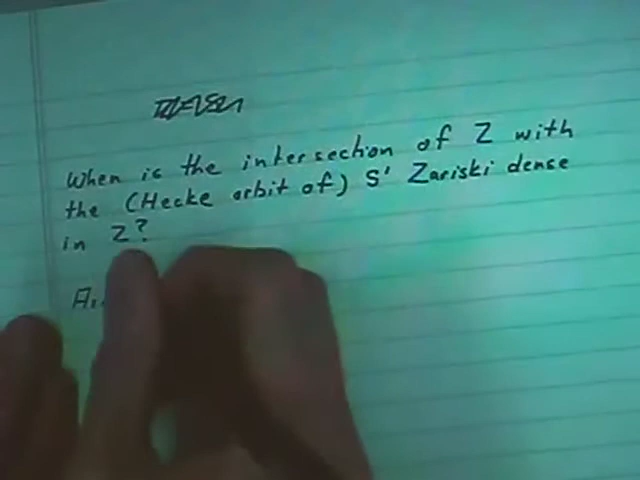 When is the intersection of Z with
the (Hecke orbit of) S' Zariski dense
in Z?